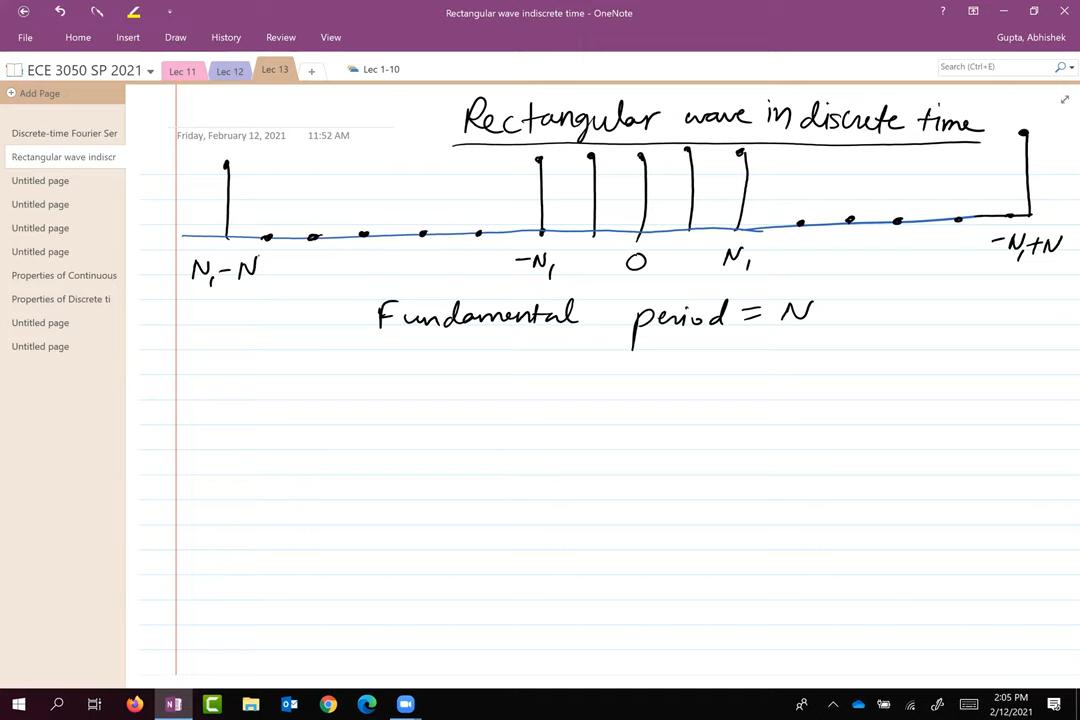 Rectangular wave indiscrete time - OneNote
File Home Insert Draw History Review View
Gupta, Abhishek
ECE 3050 SP 2021
Lec 11 Lec 12 Lec 13 Lec 1-10
Search (Ctrl+E)
Add Page
Discrete-time Fourier Ser
Rectangular wave indiscr
Untitled page
Untitled page
Untitled page
Untitled page
Properties of Continuous
Properties of Discrete ti
Untitled page
Untitled page
Friday, February 12, 2021 11:52 AM
Rectangular wave in discrete time
N₁-N -N₁ 0 N₁ -N₁+N
Fundamental period = N
2:05 PM
2/12/2021